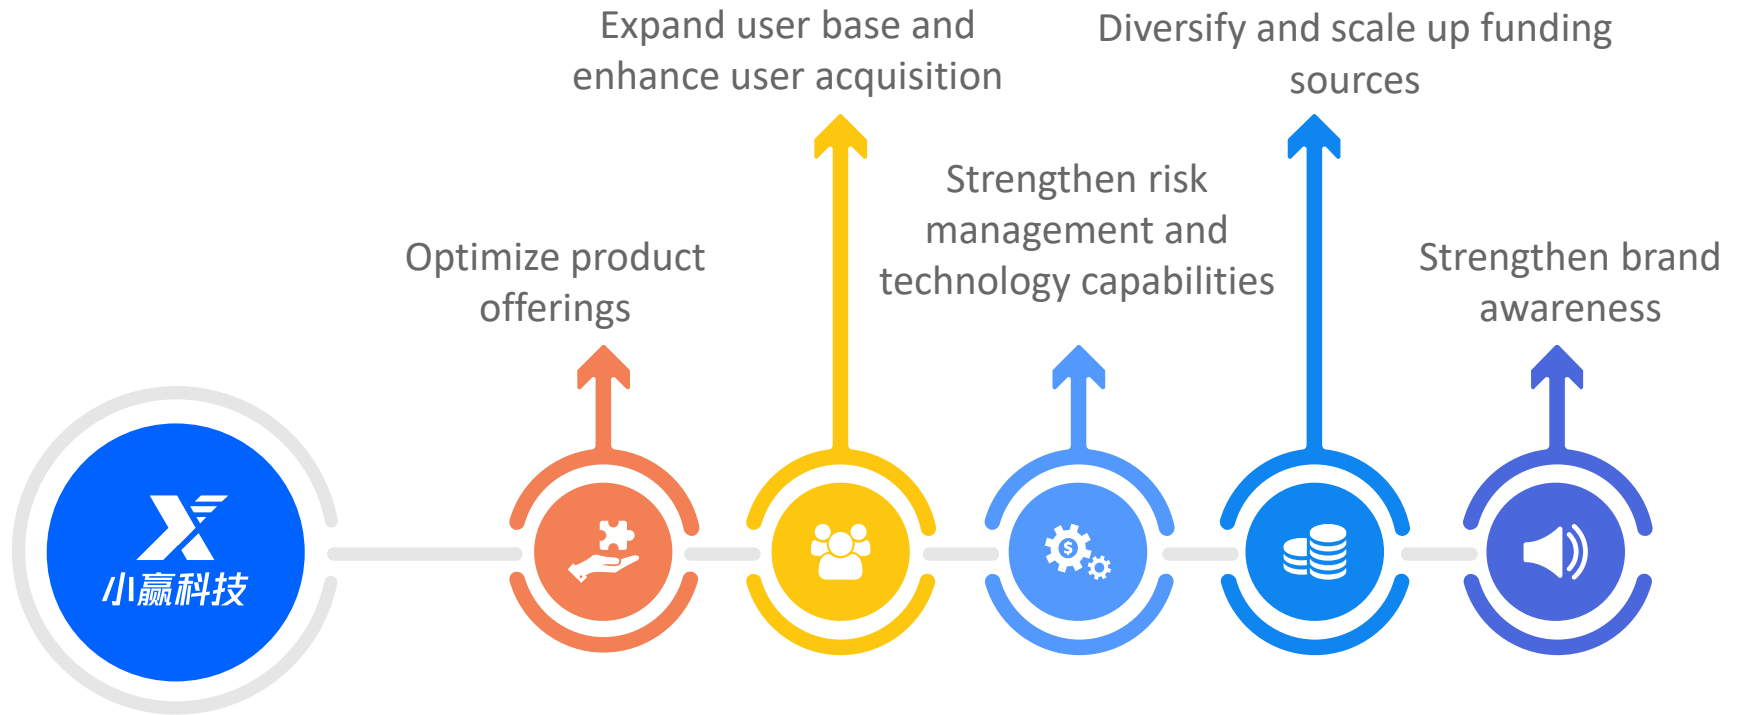 Expand user base and
enhance user acquisition
Diversify and scale up funding
sources
Strengthen risk
management and
technology capabilities
Optimize product
offerings
Strengthen brand
awareness
小赢科技
$